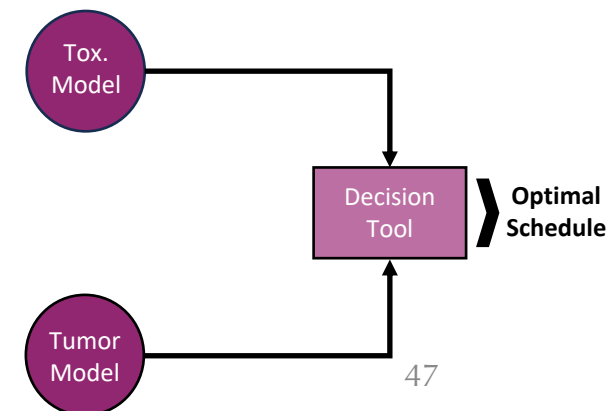 Tox.
Model
Decision
Tool
Optimal
Schedule
Tumor
Model
47